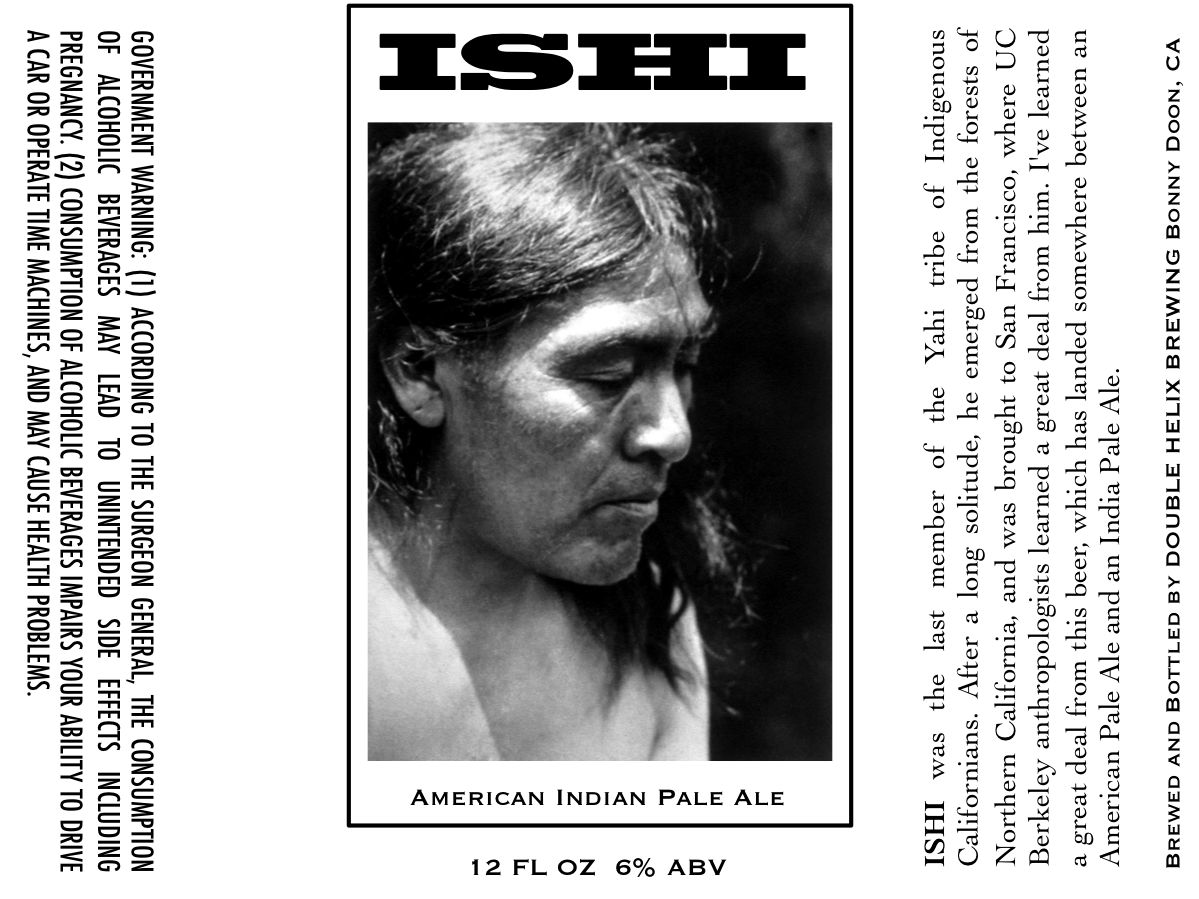 GOVERNMENT WARNING: (1) ACCORDING TO THE SURGEON GENERAL, THE CONSUMPTION
OF ALCOHOLIC BEVERAGES MAY LEAD TO UNINTENDED SIDE EFFECTS INCLUDING
PREGNANCY. (2) CONSUMPTION OF ALCOHOLIC BEVERAGES IMPAIRS YOUR ABILITY TO DRIVE
A CAR OR OPERATE TIME MACHINES, AND MAY CAUSE HEALTH PROBLEMS.
ISHI
AMERICAN INDIAN PALE ALE
12 FL OZ 6% ABV
ISHI was the last member of the Yahi tribe of Indigenous
Californians. After a long solitude, he emerged from the forests of
Northern California, and was brought to San Francisco, where UC
Berkeley anthropologists learned a great deal from him. I've learned
a great deal from this beer, which has landed somewhere between an
American Pale Ale and an India Pale Ale.
BREWED AND BOTTLED BY DOUBLE HELIX BREWING BONNY DOON, CA